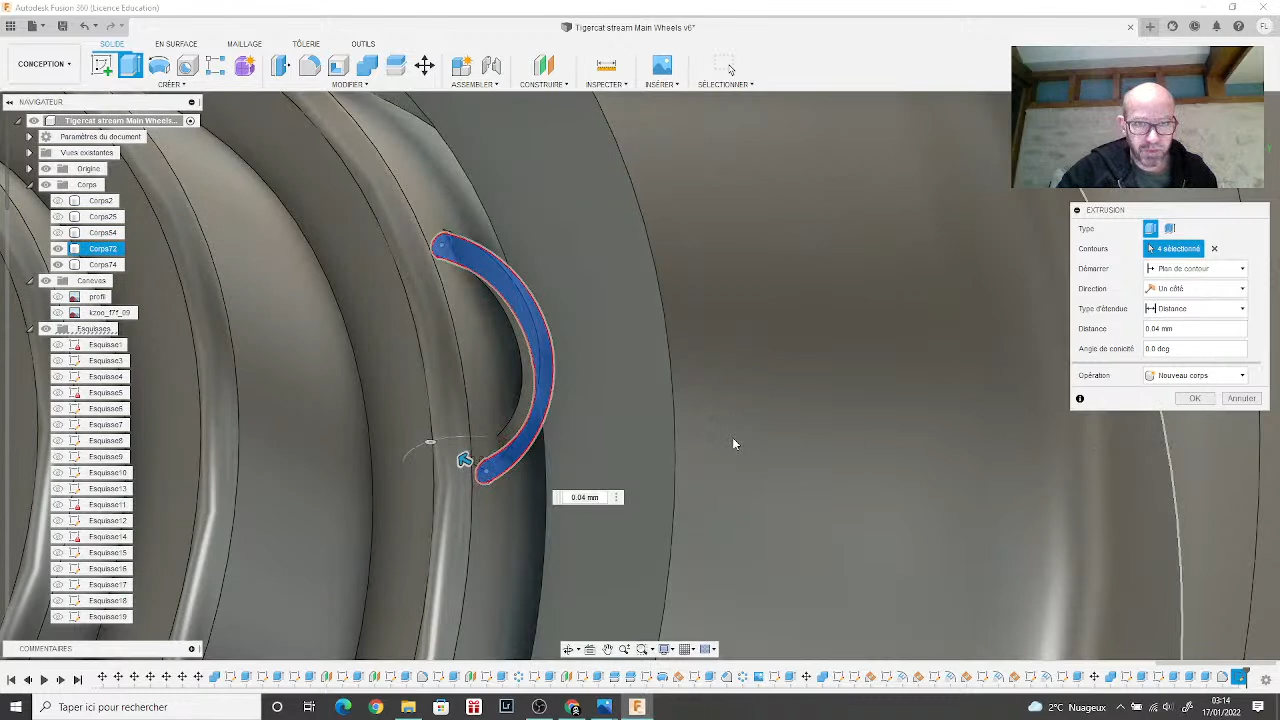 Autodesk Fusion 360 (Licence Education)
Tigercat stream Main Wheels v6*
FL
CONCEPTION
SOLIDE
EN SURFACE
MAILLAGE
TÔLERIE
OUTILS
CRÉER
MODIFIER
ASSEMBLER
CONSTRUIRE
INSPECTER
INSÉRER
SÉLECTIONNER
NAVIGATEUR
Tigercat stream Main Wheels...
Paramètres du document
Vues existantes
Origine
Corps
Corps2
Corps25
Corps54
Corps72
Corps74
Canevas
profil
kzoo_f7f_09
Esquisses
Esquisse1
Esquisse3
Esquisse4
Esquisse5
Esquisse6
Esquisse7
Esquisse8
Esquisse9
Esquisse10
Esquisse13
Esquisse11
Esquisse12
Esquisse14
Esquisse15
Esquisse16
Esquisse17
Esquisse18
Esquisse19
COMMENTAIRES
EXTRUSION
Type
Contours
4 sélectionné
Démarrer
Plan de contour
Direction
Un côté
Type d'étendue
Distance
Distance
0.04 mm
Angle de conicité
0.0 deg
Opération
Nouveau corps
OK
Annuler
0.04 mm
Taper ici pour rechercher
2°C Nuageux
03:14
17/01/2022